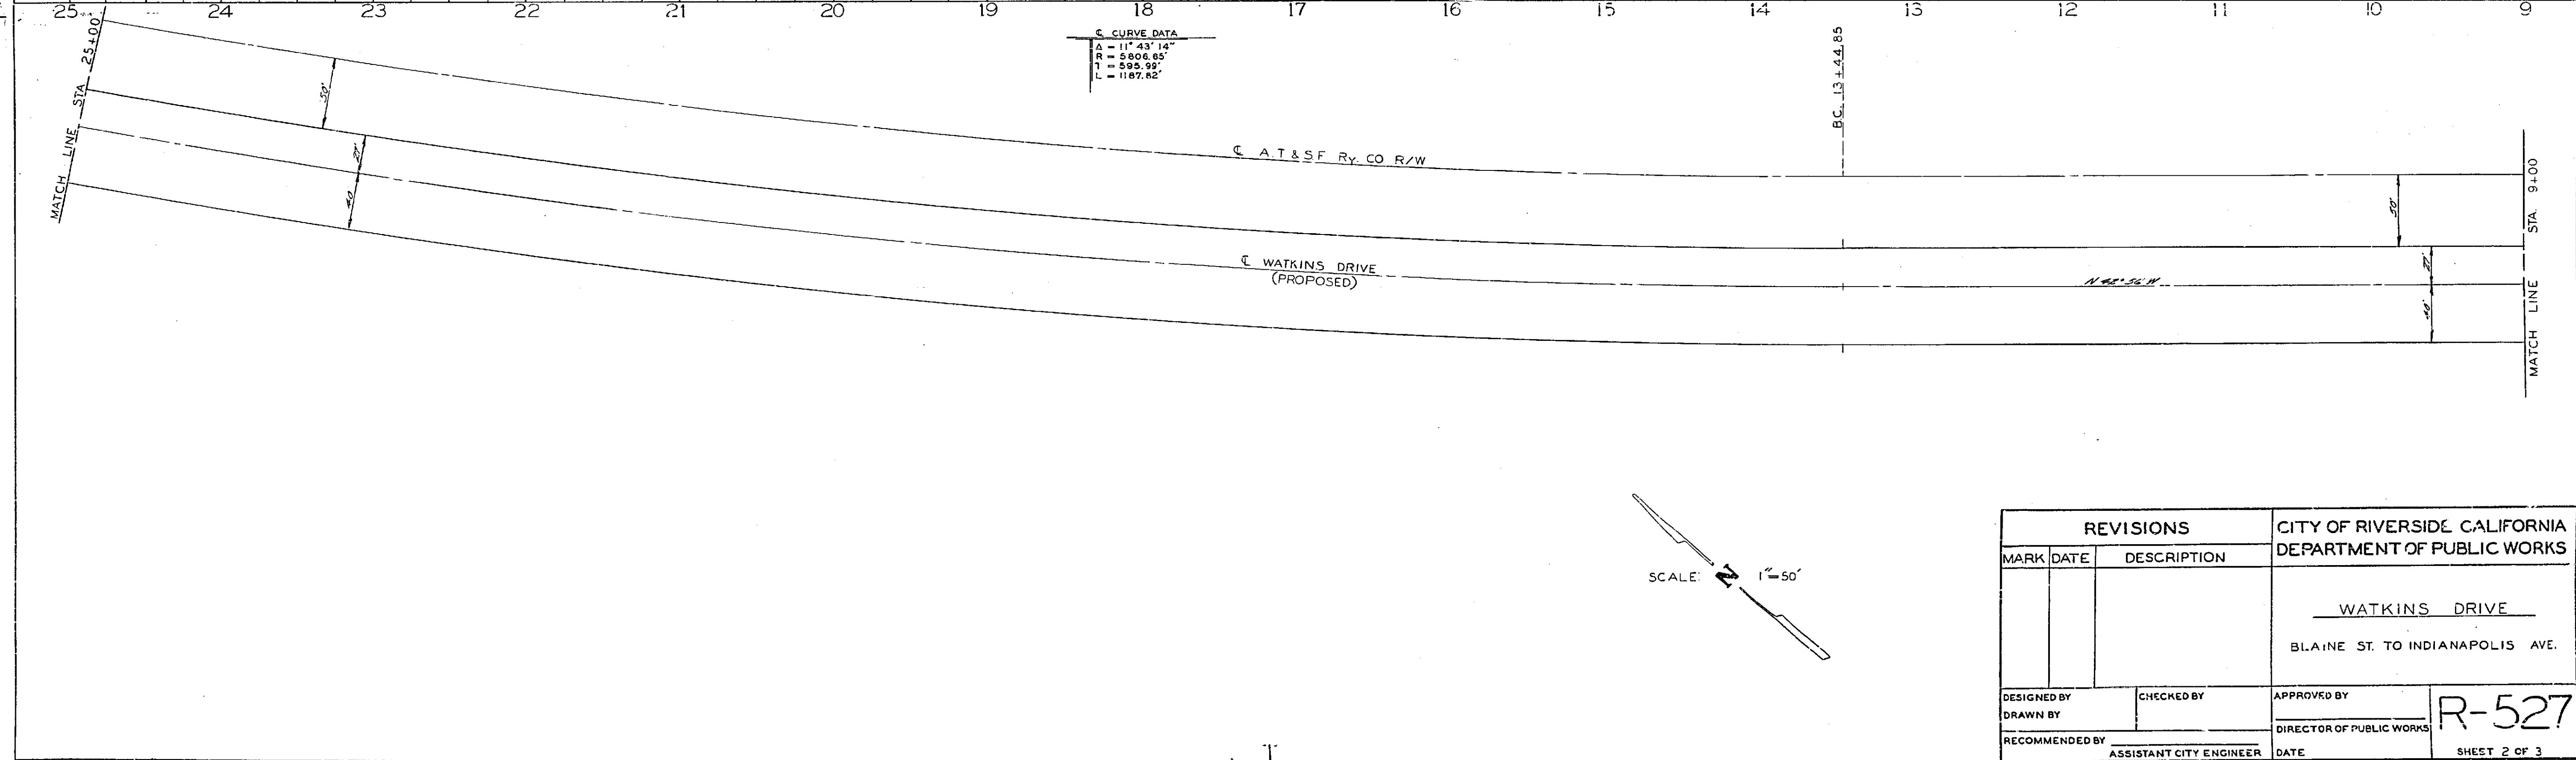 25 24 23 22 21 20 19 18 17 16 15 14 13 12 11 10 9
℄ CURVE DATA
Δ = 11° 43' 14"
R = 5806.85'
T = 595.99'
L = 1187.82'
B.C. 13 + 44.85
MATCH LINE STA 25+00
50'
27'
40'
℄ A.T & S.F Ry. CO R/W
℄ WATKINS DRIVE
(PROPOSED)
N 42° 56' W
50'
27'
40'
MATCH LINE STA. 9+00
SCALE: N 1"=50'
REVISIONS
MARK DATE DESCRIPTION
CITY OF RIVERSIDE CALIFORNIA
DEPARTMENT OF PUBLIC WORKS
WATKINS DRIVE
BLAINE ST. TO INDIANAPOLIS AVE.
DESIGNED BY
DRAWN BY
CHECKED BY
RECOMMENDED BY
ASSISTANT CITY ENGINEER
APPROVED BY
DIRECTOR OF PUBLIC WORKS
DATE
R-527
SHEET 2 OF 3